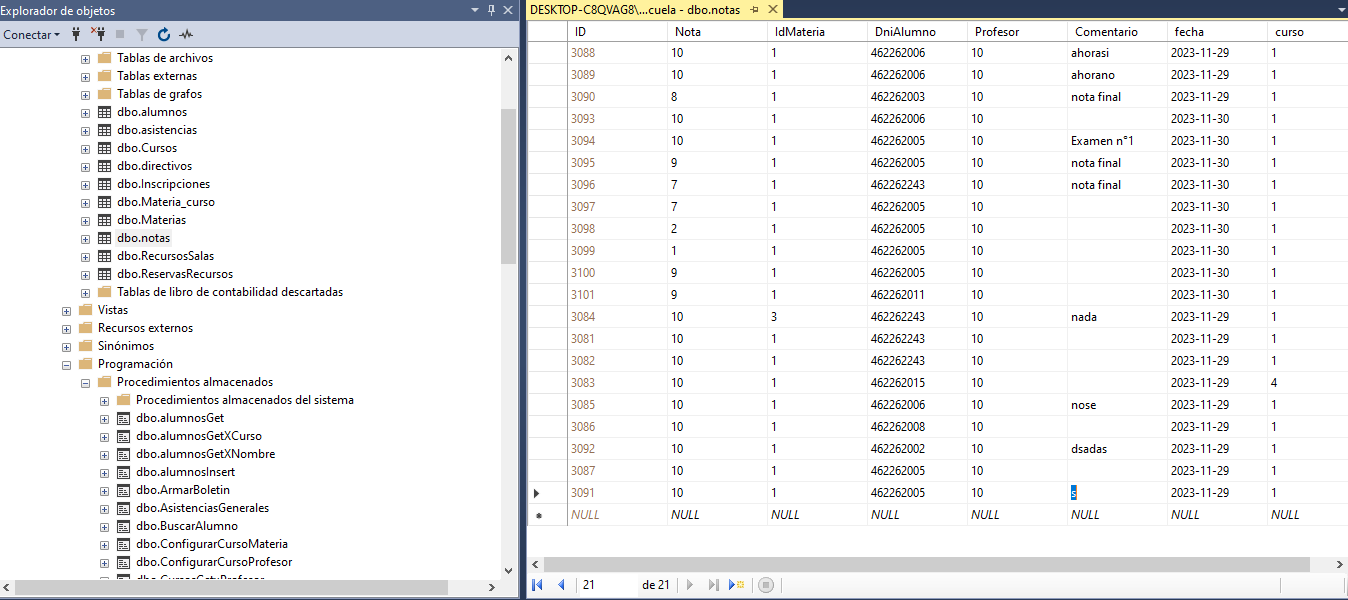 Explorador de objetos
Conectar
Tablas de archivos
Tablas externas
Tablas de grafos
dbo.alumnos
dbo.asistencias
dbo.Cursos
dbo.directivos
dbo.Inscripciones
dbo.Materia_curso
dbo.Materias
dbo.notas
dbo.RecursosSalas
dbo.ReservasRecursos
Tablas de libro de contabilidad descartadas
Vistas
Recursos externos
Sinónimos
Programación
Procedimientos almacenados
Procedimientos almacenados del sistema
dbo.alumnosGet
dbo.alumnosGetXCurso
dbo.alumnosGetXNombre
dbo.alumnosInsert
dbo.ArmarBoletin
dbo.AsistenciasGenerales
dbo.BuscarAlumno
dbo.ConfigurarCursoMateria
dbo.ConfigurarCursoProfesor
DESKTOP-C8QVAG8\...cuela - dbo.notas
ID Nota IdMateria DniAlumno Profesor Comentario fecha curso
3088 10 1 462262006 10 ahorasi 2023-11-29 1
3089 10 1 462262006 10 ahorano 2023-11-29 1
3090 8 1 462262003 10 nota final 2023-11-29 1
3093 10 1 462262006 10 2023-11-30 1
3094 10 1 462262005 10 Examen n°1 2023-11-30 1
3095 9 1 462262005 10 nota final 2023-11-30 1
3096 7 1 462262243 10 nota final 2023-11-30 1
3097 7 1 462262005 10 2023-11-30 1
3098 2 1 462262005 10 2023-11-30 1
3099 1 1 462262005 10 2023-11-30 1
3100 9 1 462262005 10 2023-11-30 1
3101 9 1 462262011 10 2023-11-30 1
3084 10 3 462262243 10 nada 2023-11-29 1
3081 10 1 462262243 10 2023-11-29 1
3082 10 1 462262243 10 2023-11-29 1
3083 10 1 462262015 10 2023-11-29 4
3085 10 1 462262006 10 nose 2023-11-29 1
3086 10 1 462262008 10 2023-11-29 1
3092 10 1 462262002 10 dsadas 2023-11-29 1
3087 10 1 462262005 10 2023-11-29 1
3091 10 1 462262005 10 s 2023-11-29 1
NULL NULL NULL NULL NULL NULL NULL NULL
21 de 21